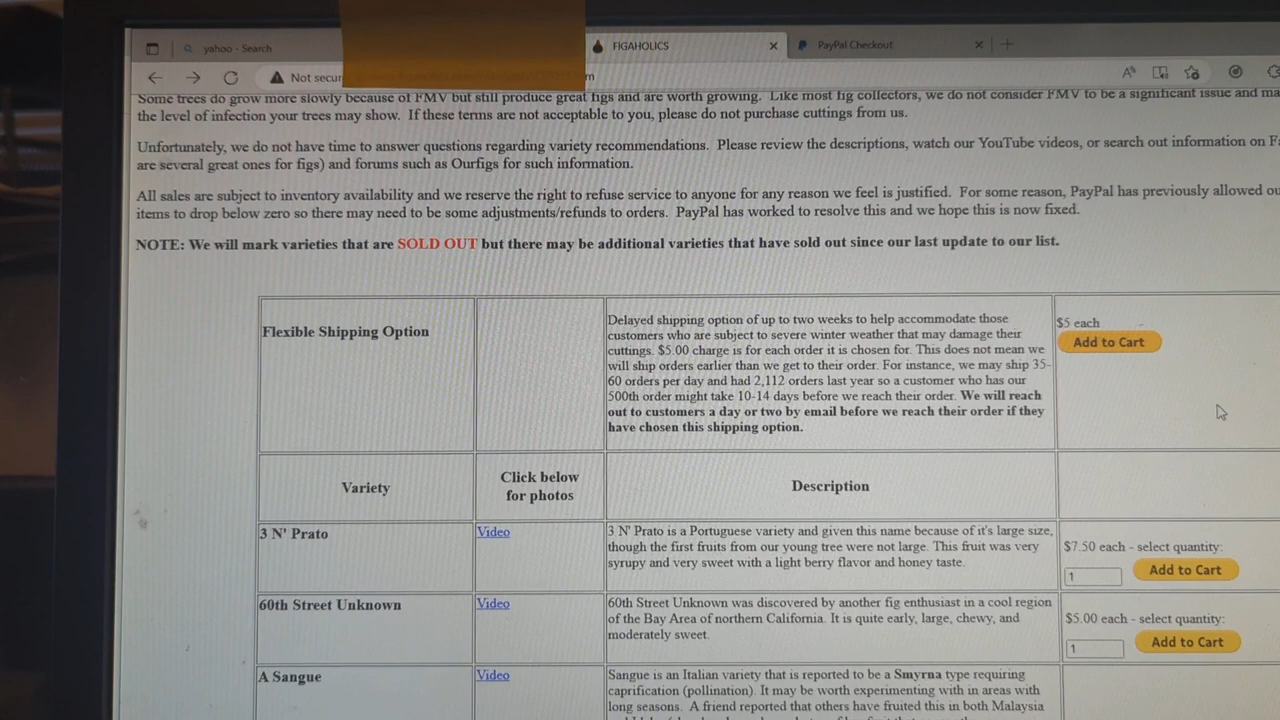 yahoo - Search
FIGAHOLICS
PayPal Checkout
Not secur
m
Some trees do grow more slowly because of FMV but still produce great figs and are worth growing. Like most fig collectors, we do not consider FMV to be a significant issue and ma
the level of infection your trees may show. If these terms are not acceptable to you, please do not purchase cuttings from us.
Unfortunately, we do not have time to answer questions regarding variety recommendations. Please review the descriptions, watch our YouTube videos, or search out information on F
are several great ones for figs) and forums such as Ourfigs for such information.
All sales are subject to inventory availability and we reserve the right to refuse service to anyone for any reason we feel is justified. For some reason, PayPal has previously allowed ou
items to drop below zero so there may need to be some adjustments/refunds to orders. PayPal has worked to resolve this and we hope this is now fixed.
NOTE: We will mark varieties that are SOLD OUT but there may be additional varieties that have sold out since our last update to our list.
Flexible Shipping Option
Delayed shipping option of up to two weeks to help accommodate those
customers who are subject to severe winter weather that may damage their
cuttings. $5.00 charge is for each order it is chosen for. This does not mean we
will ship orders earlier than we get to their order. For instance, we may ship 35-
60 orders per day and had 2,112 orders last year so a customer who has our
500th order might take 10-14 days before we reach their order. We will reach
out to customers a day or two by email before we reach their order if they
have chosen this shipping option.
$5 each
Add to Cart
Variety
Click below
for photos
Description
3 N' Prato
Video
3 N' Prato is a Portuguese variety and given this name because of it's large size,
though the first fruits from our young tree were not large. This fruit was very
syrupy and very sweet with a light berry flavor and honey taste.
$7.50 each - select quantity:
1
Add to Cart
60th Street Unknown
Video
60th Street Unknown was discovered by another fig enthusiast in a cool region
of the Bay Area of northern California. It is quite early, large, chewy, and
moderately sweet.
$5.00 each - select quantity:
1
Add to Cart
A Sangue
Video
Sangue is an Italian variety that is reported to be a Smyrna type requiring
caprification (pollination). It may be worth experimenting with in areas with
long seasons. A friend reported that others have fruited this in both Malaysia